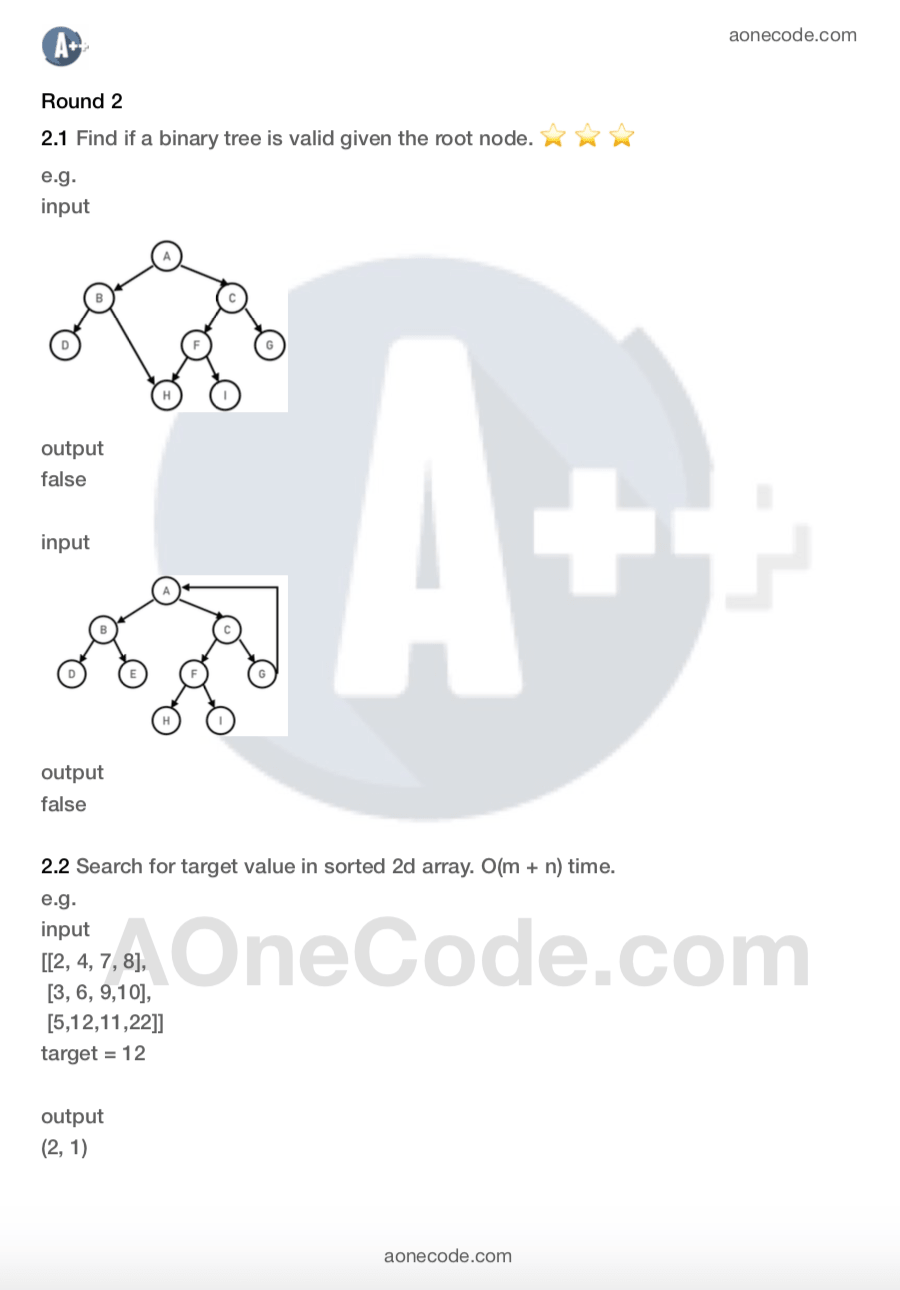 A++
aonecode.com
Round 2
2.1 Find if a binary tree is valid given the root node. ⭐ ⭐ ⭐
e.g.
input
A
B
C
D
F
G
H
I
output
false
input
A
B
C
D
E
F
G
H
I
output
false
A++
2.2 Search for target value in sorted 2d array. O(m + n) time.
e.g.
input
AOneCode.com
[[2, 4, 7, 8],
[3, 6, 9,10],
[5,12,11,22]]
target = 12
output
(2, 1)
aonecode.com